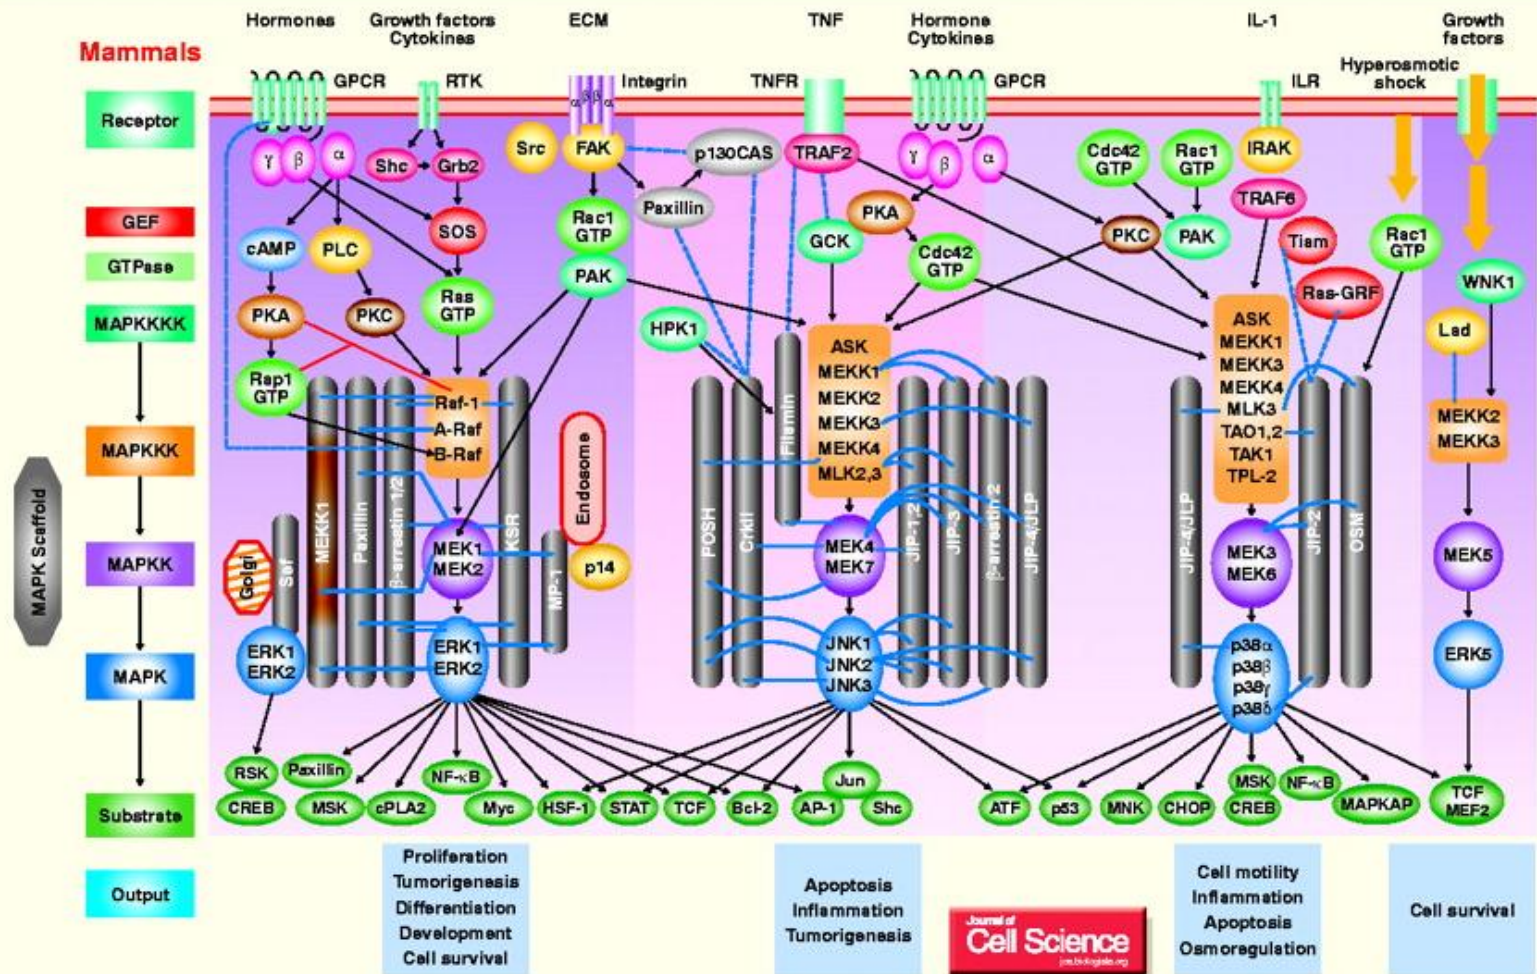 Hormones
Growth factors
Cytokines
ECM
TNF
Hormone
Cytokines
IL-1
Growth
factors
Mammals
GPCR
RTK
Integrin
TNFR
GPCR
ILR
Hyperosmotic
shock
α β β α
Receptor
GEF
GTPase
MAPKKKK
MAPKKK
MAPKK
MAPK
Substrate
Output
MAPK Scaffold
γ
β
α
Shc
Grb2
SOS
cAMP
PLC
PKA
PKC
Ras
GTP
Rap1
GTP
Src
FAK
Rac1
GTP
PAK
Paxillin
p130CAS
TRAF2
GCK
HPK1
γ
β
α
PKA
Cdc42
GTP
PKC
Cdc42
GTP
Rac1
GTP
PAK
IRAK
TRAF6
Tiam
Ras-GRF
Rac1
GTP
WNK1
Lad
Raf-1
A-Raf
B-Raf
MEK1
MEK2
ERK1
ERK2
Golgi
Sef
ERK1
ERK2
MEKK1
Paxillin
β-arrestin 1/2
KSR
MP-1
Endosome
p14
POSH
CrkII
Filamin
ASK
MEKK1
MEKK2
MEKK3
MEKK4
MLK2,3
MEK4
MEK7
JNK1
JNK2
JNK3
JIP-1,2
JIP-3
β-arrestin 2
JIP-4/JLP
JIP-4/JLP
ASK
MEKK1
MEKK3
MEKK4
MLK3
TAO1,2
TAK1
TPL-2
MEK3
MEK6
p38α
p38β
p38γ
p38δ
JIP-2
OSM
MEKK2
MEKK3
MEK5
ERK5
RSK
CREB
Paxillin
MSK
cPLA2
NF-κB
Myc
HSF-1
STAT
TCF
Bcl-2
AP-1
Jun
Shc
ATF
p53
MNK
CHOP
MSK
CREB
NF-κB
MAPKAP
TCF
MEF2
Proliferation
Tumorigenesis
Differentiation
Development
Cell survival
Apoptosis
Inflammation
Tumorigenesis
Cell motility
Inflammation
Apoptosis
Osmoregulation
Cell survival
Journal of
Cell Science
jcs.biologists.org